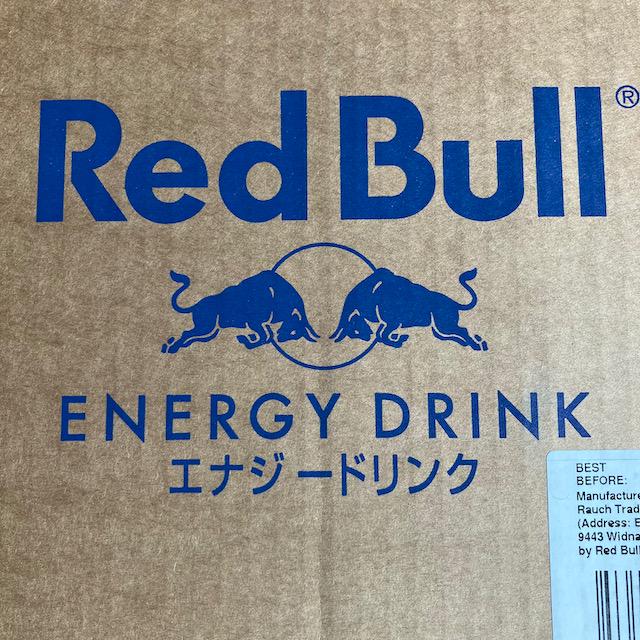 Red Bull®
ENERGY DRINK
エナジードリンク
BEST
BEFORE:
Manufacture
Rauch Trad
(Address: E
9443 Widna
by Red Bull